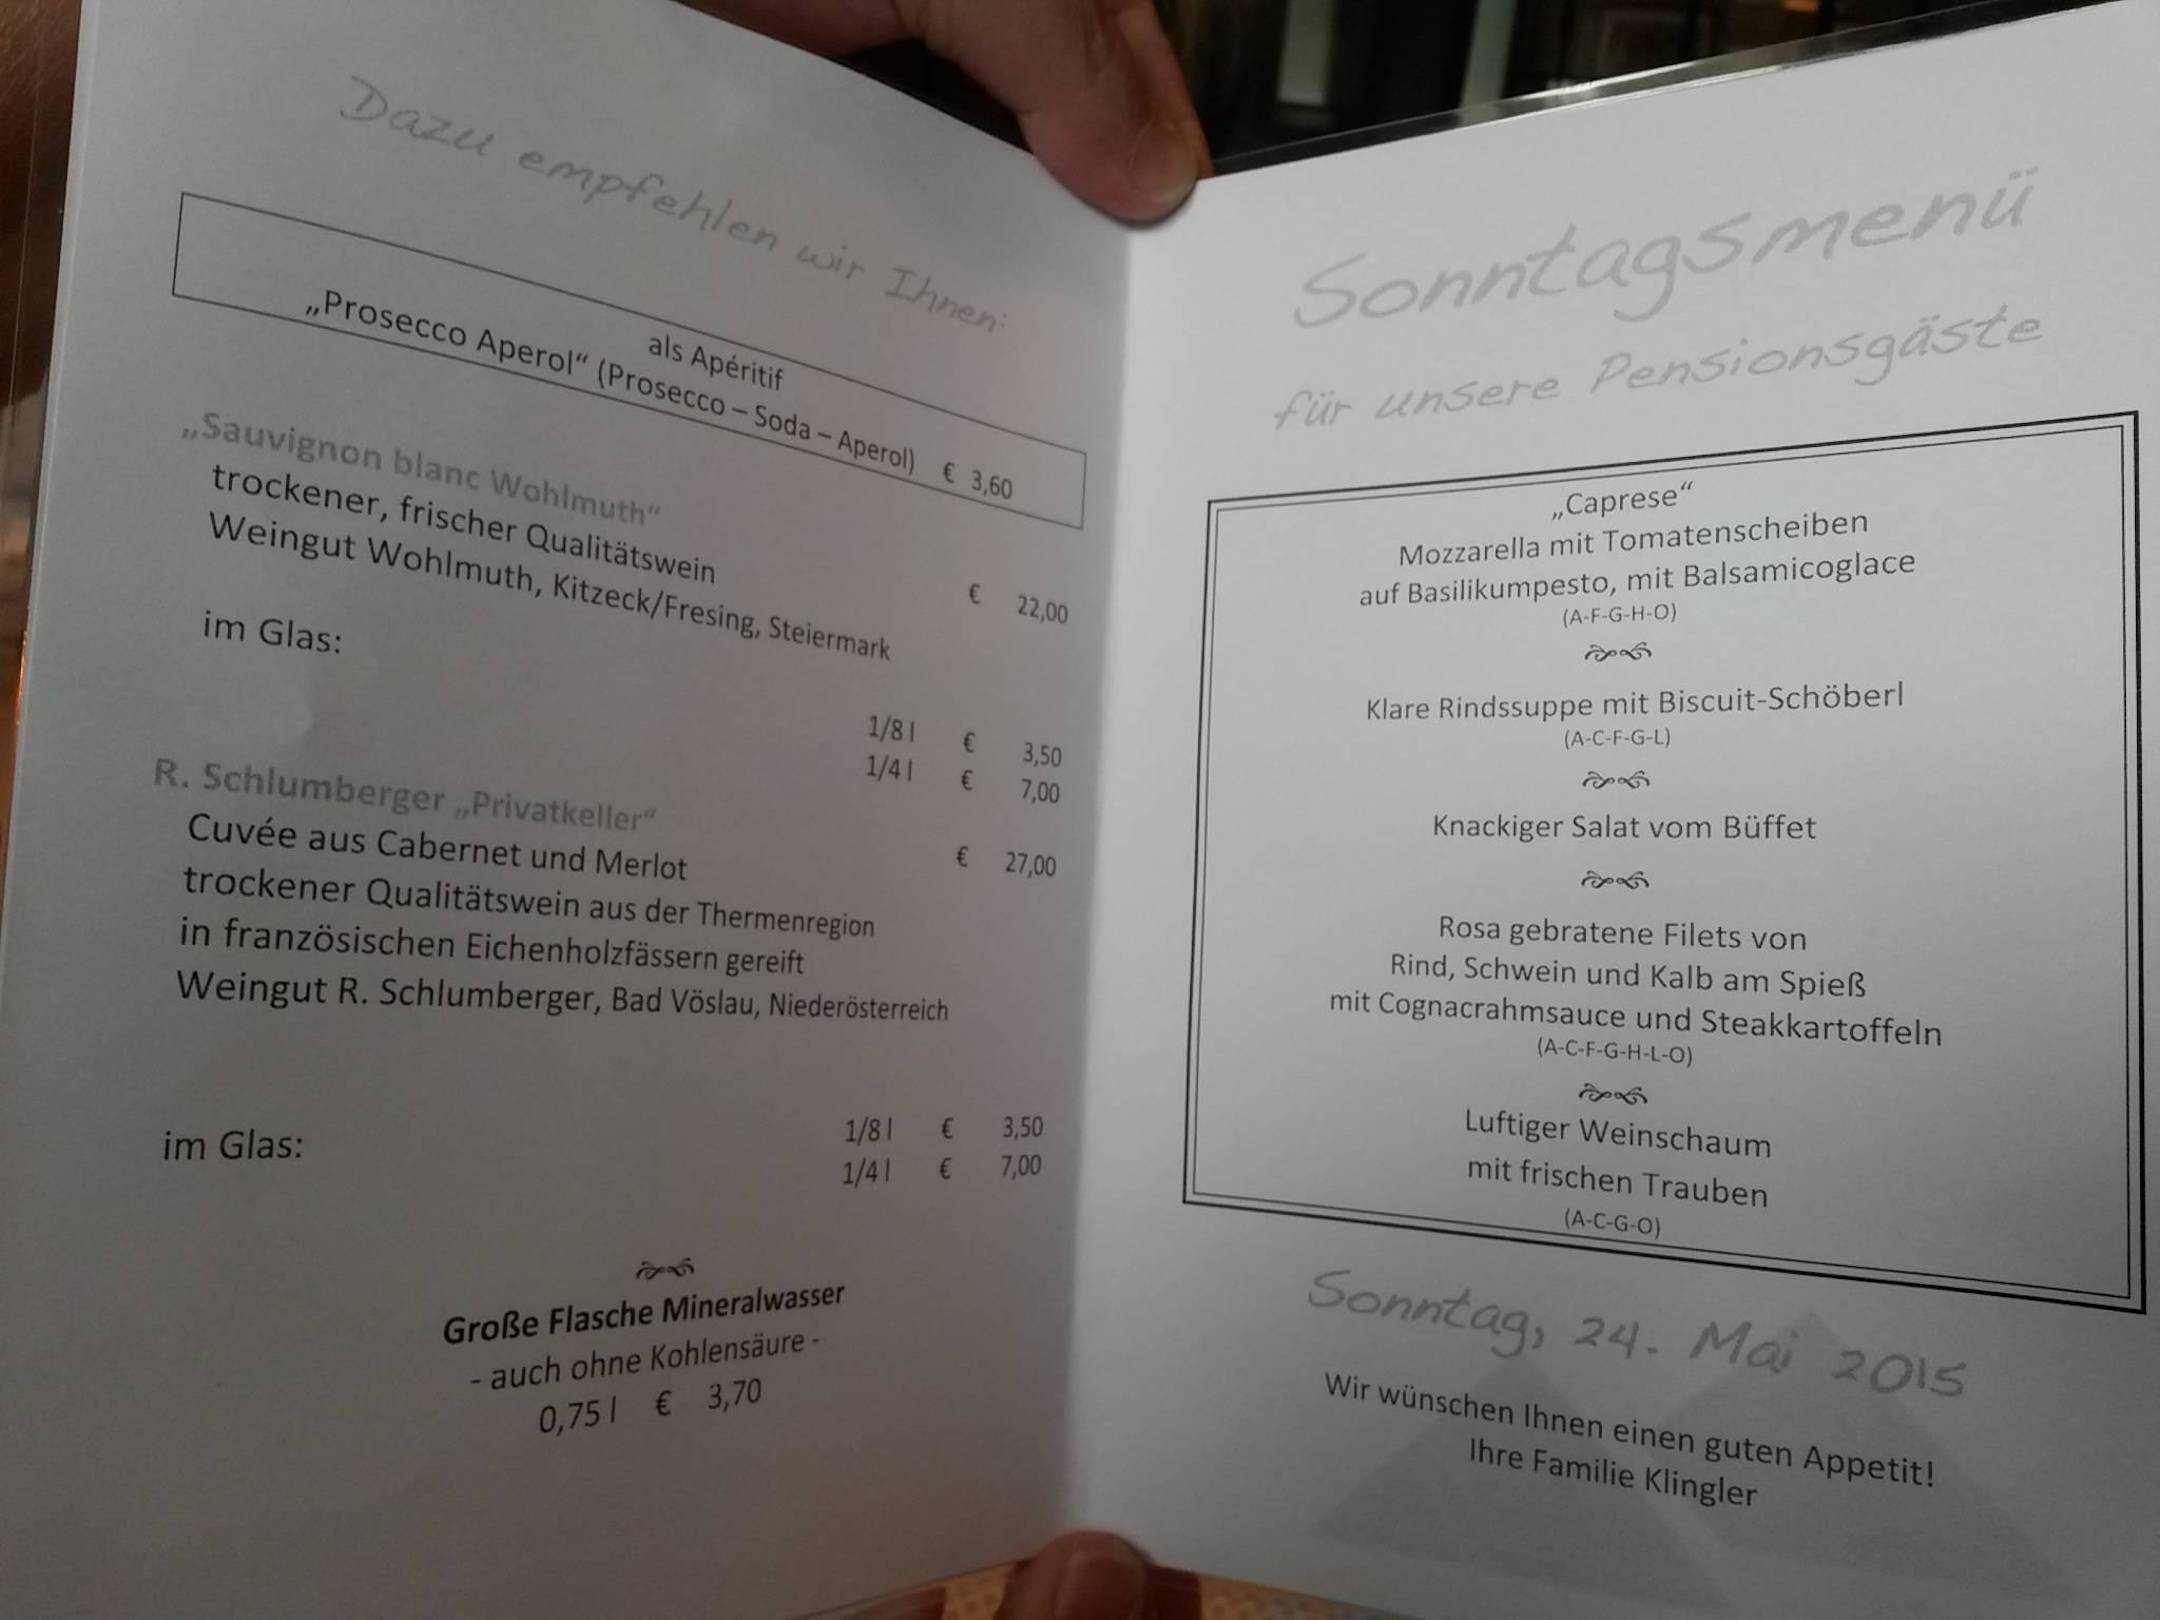 Dazu empfehlen wir Ihnen:
als Apéritif
„Prosecco Aperol“ (Prosecco – Soda – Aperol) € 3,60
„Sauvignon blanc Wohlmuth“
trockener, frischer Qualitätswein € 22,00
Weingut Wohlmuth, Kitzeck/Fresing, Steiermark
im Glas:
1/8 l € 3,50
1/4 l € 7,00
R. Schlumberger „Privatkeller“
Cuvée aus Cabernet und Merlot € 27,00
trockener Qualitätswein aus der Thermenregion
in französischen Eichenholzfässern gereift
Weingut R. Schlumberger, Bad Vöslau, Niederösterreich
im Glas: 1/8 l € 3,50
1/4 l € 7,00
Große Flasche Mineralwasser
- auch ohne Kohlensäure -
0,75 l € 3,70
Sonntagsmenü
für unsere Pensionsgäste
„Caprese“
Mozzarella mit Tomatenscheiben
auf Basilikumpesto, mit Balsamicoglace
(A-F-G-H-O)
Klare Rindssuppe mit Biscuit-Schöberl
(A-C-F-G-L)
Knackiger Salat vom Büffet
Rosa gebratene Filets von
Rind, Schwein und Kalb am Spieß
mit Cognacrahmsauce und Steakkartoffeln
(A-C-F-G-H-L-O)
Luftiger Weinschaum
mit frischen Trauben
(A-C-G-O)
Sonntag, 24. Mai 2015
Wir wünschen Ihnen einen guten Appetit!
Ihre Familie Klingler